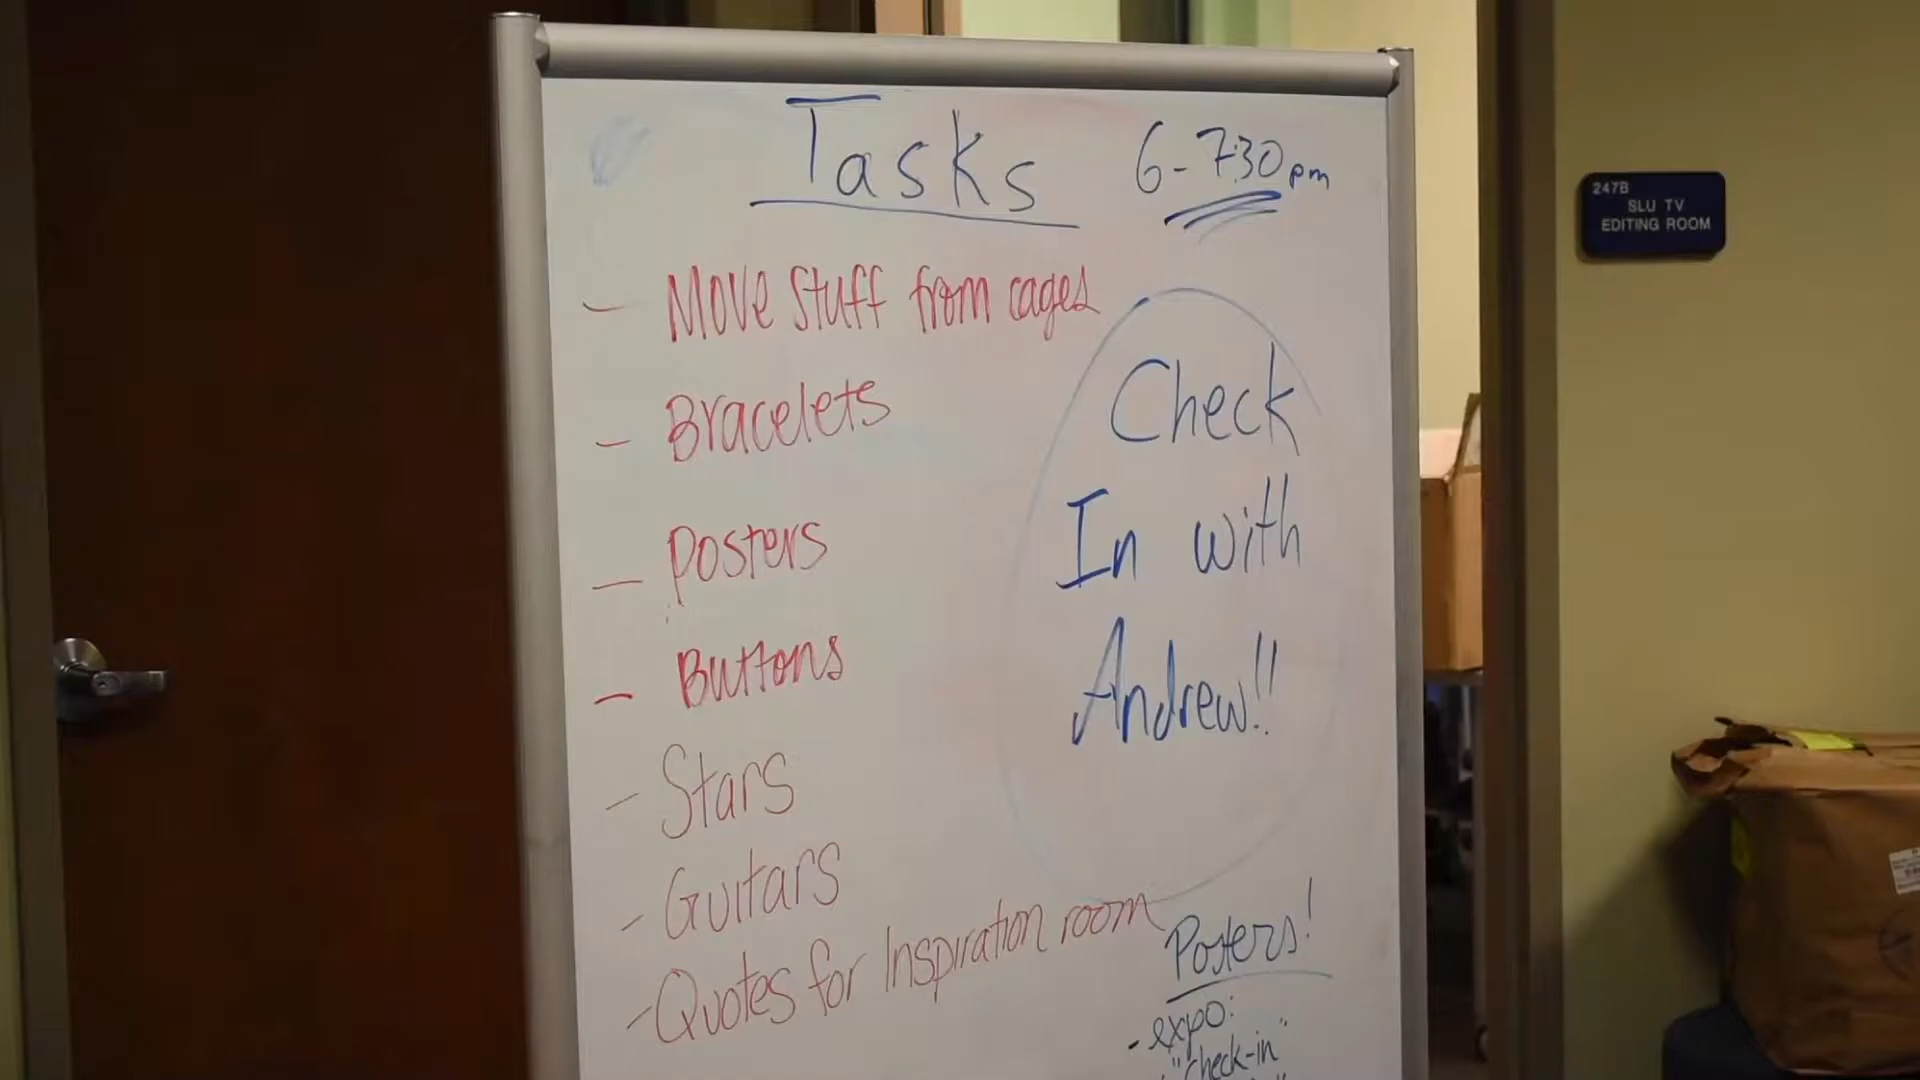 Tasks 6-7:30pm
- Move Stuff from cages
- Bracelets
- Posters
- Buttons
- Stars
- Guitars
- Quotes for Inspiration room
Check
In with
Andrew!!
Posters!
- expo:
"check-in"
247B
SLU TV
EDITING ROOM